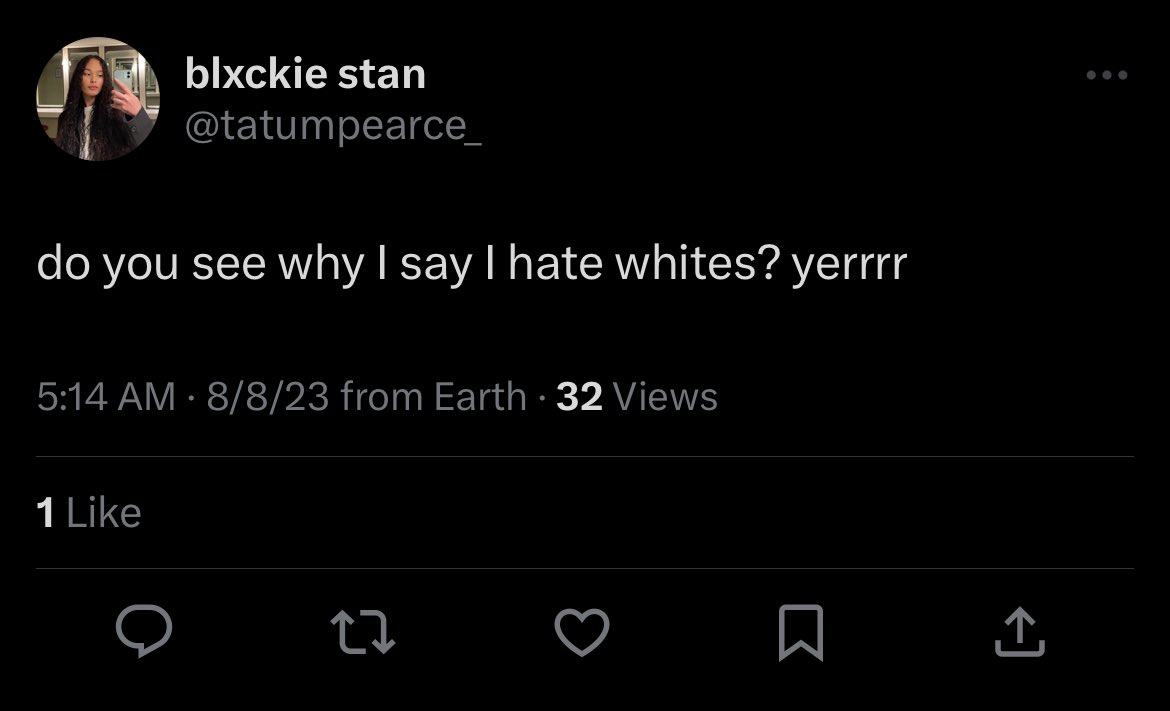 blxckie stan
@tatumpearce_
do you see why I say I hate whites? yerrrr
5:14 AM · 8/8/23 from Earth · 32 Views
1 Like